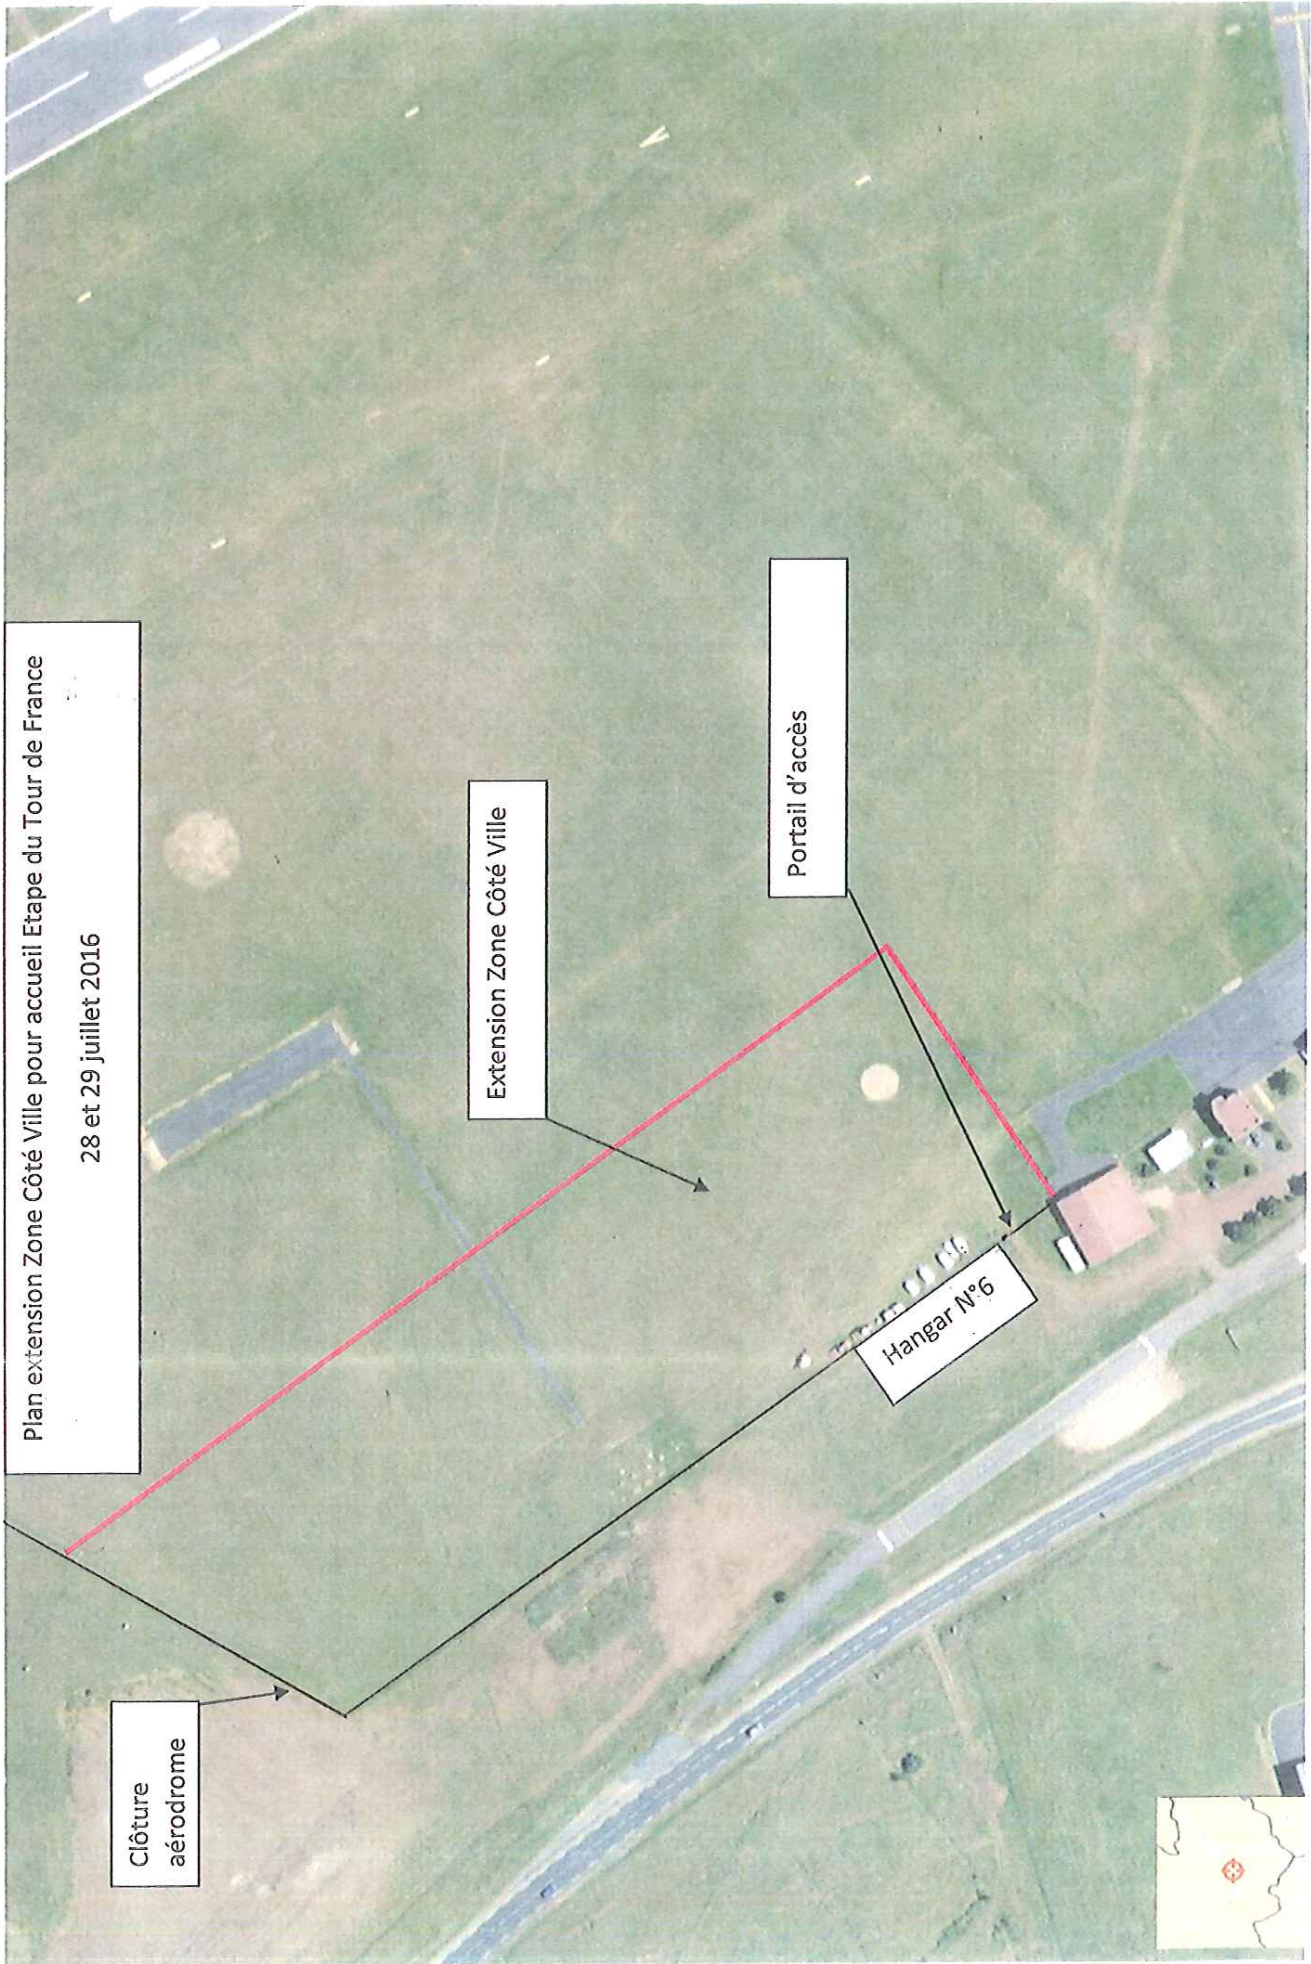 Plan extension Zone Côté Ville pour accueil Etape du Tour de France
28 et 29 juillet 2016
Extension Zone Côté Ville
Portail d'accès
Clôture
aérodrome
Hangar N°6